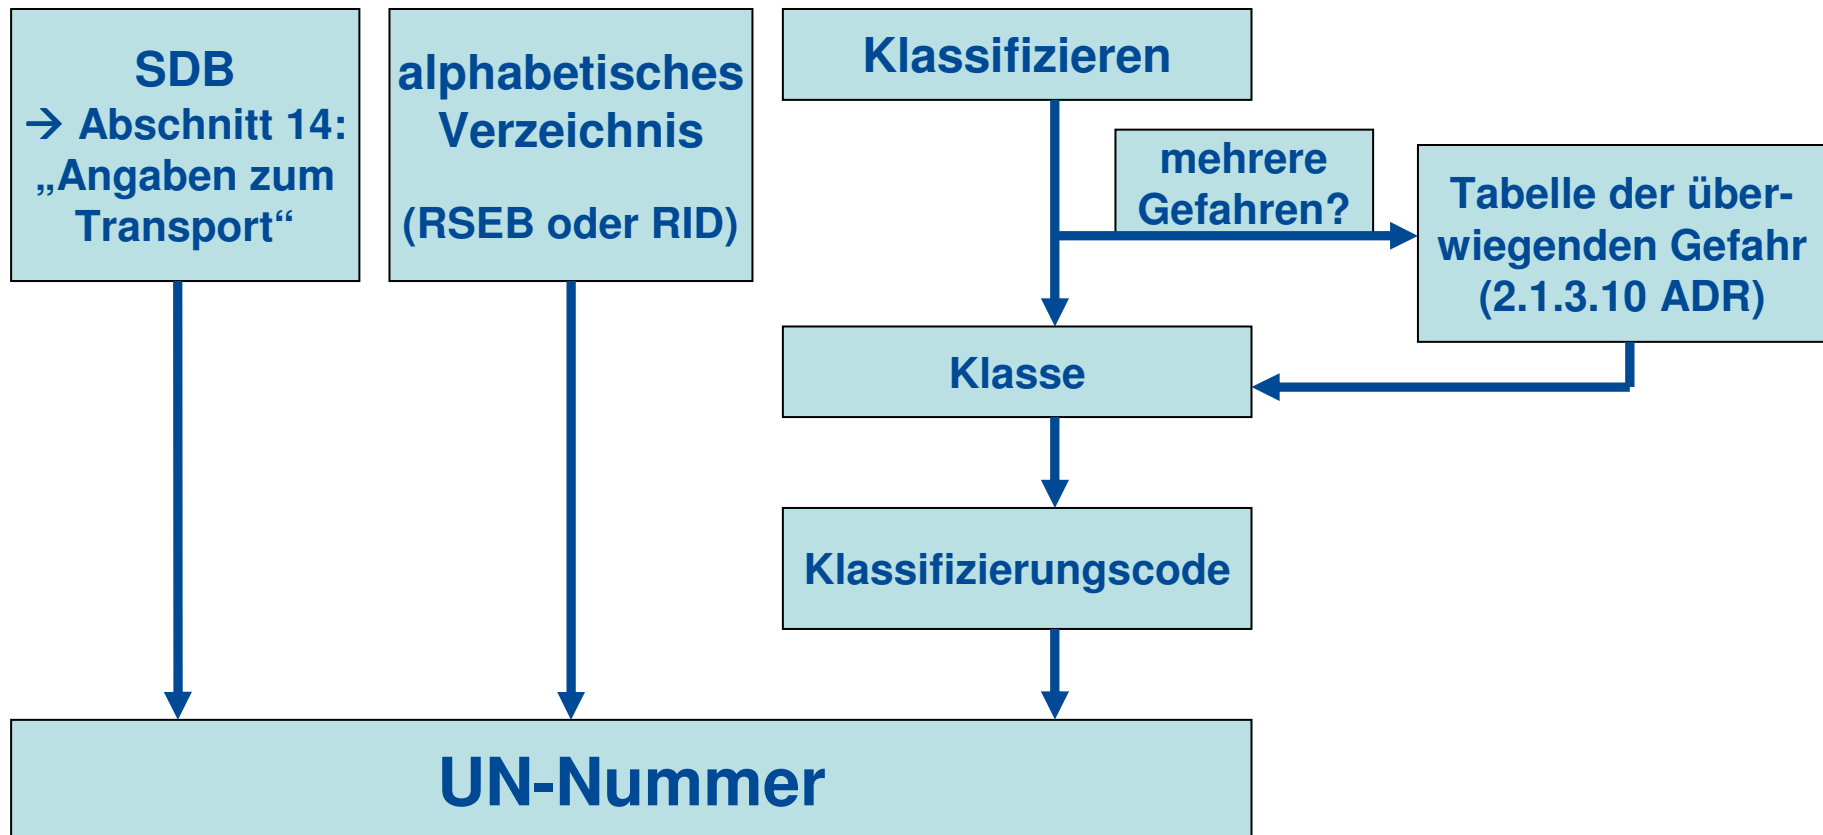 SDB
→ Abschnitt 14:
„Angaben zum
Transport“
alphabetisches
Verzeichnis
(RSEB oder RID)
Klassifizieren
mehrere
Gefahren?
Tabelle der über-
wiegenden Gefahr
(2.1.3.10 ADR)
Klasse
Klassifizierungscode
UN-Nummer